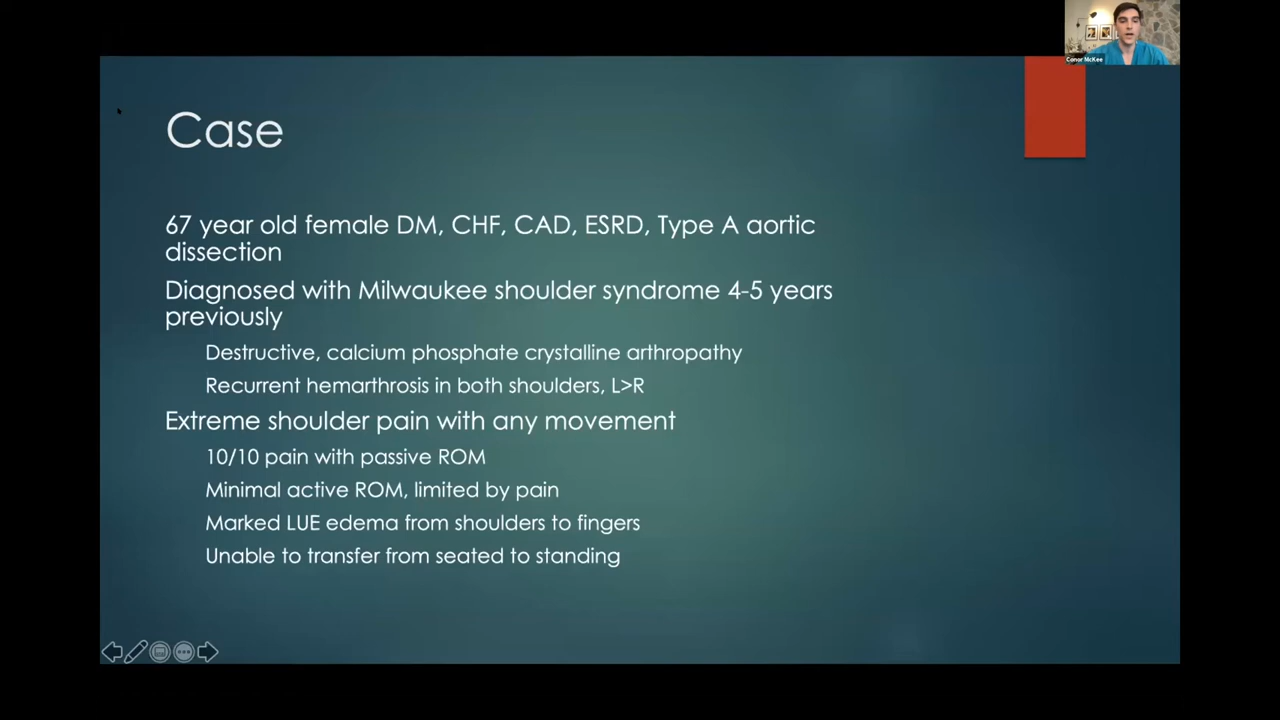 Conor McKee
Case
67 year old female DM, CHF, CAD, ESRD, Type A aortic
dissection
Diagnosed with Milwaukee shoulder syndrome 4-5 years
previously
Destructive, calcium phosphate crystalline arthropathy
Recurrent hemarthrosis in both shoulders, L>R
Extreme shoulder pain with any movement
10/10 pain with passive ROM
Minimal active ROM, limited by pain
Marked LUE edema from shoulders to fingers
Unable to transfer from seated to standing